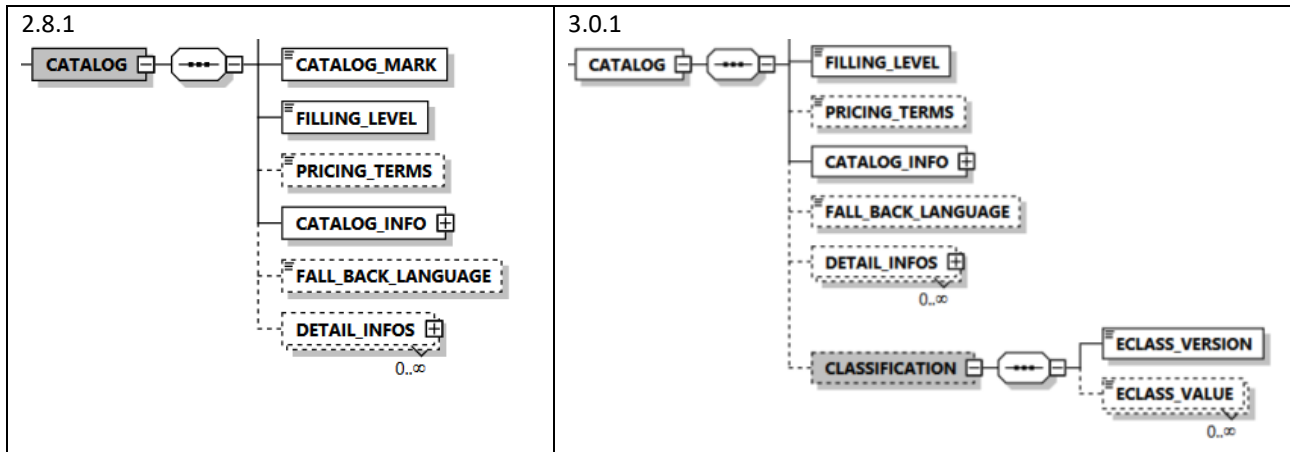 2.8.1
CATALOG
CATALOG_MARK
FILLING_LEVEL
PRICING_TERMS
CATALOG_INFO
FALL_BACK_LANGUAGE
DETAIL_INFOS
0..∞
3.0.1
CATALOG
FILLING_LEVEL
PRICING_TERMS
CATALOG_INFO
FALL_BACK_LANGUAGE
DETAIL_INFOS
0..∞
CLASSIFICATION
ECLASS_VERSION
ECLASS_VALUE
0..∞